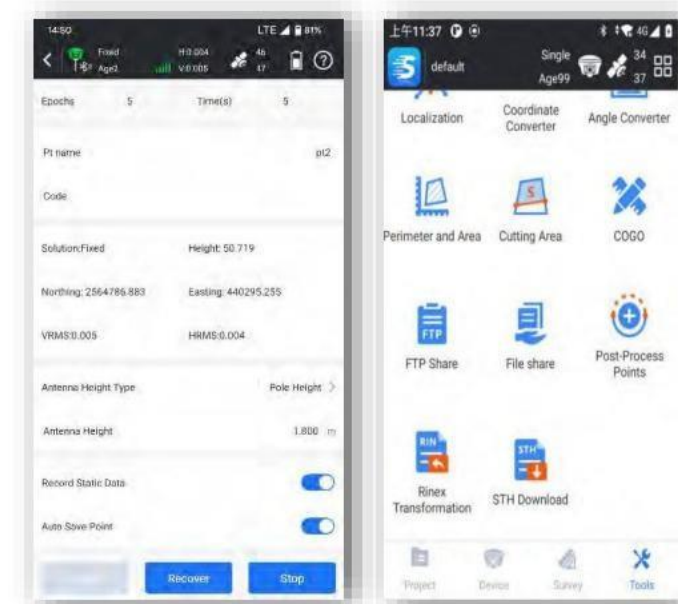 14:50 LTE 81%
Fixed H:0.004 46
Age2 V:0.005 17
Epochs 5 Time(s) 5
Pt name pt2
Code
Solution:Fixed Height: 50.719
Northing: 2564786.883 Easting: 440295.255
VRMS:0.005 HRMS:0.004
Antenna Height Type Pole Height
Antenna Height 1.800 m
Record Static Data
Auto Save Point
Recover Stop
上午11:37 4G
default Single 34
Age99 37
Localization Coordinate Converter Angle Converter
Perimeter and Area Cutting Area COGO
S
FTP
FTP Share File share Post-Process Points
RIN STH
Rinex Transformation STH Download
Project Device Survey Tools